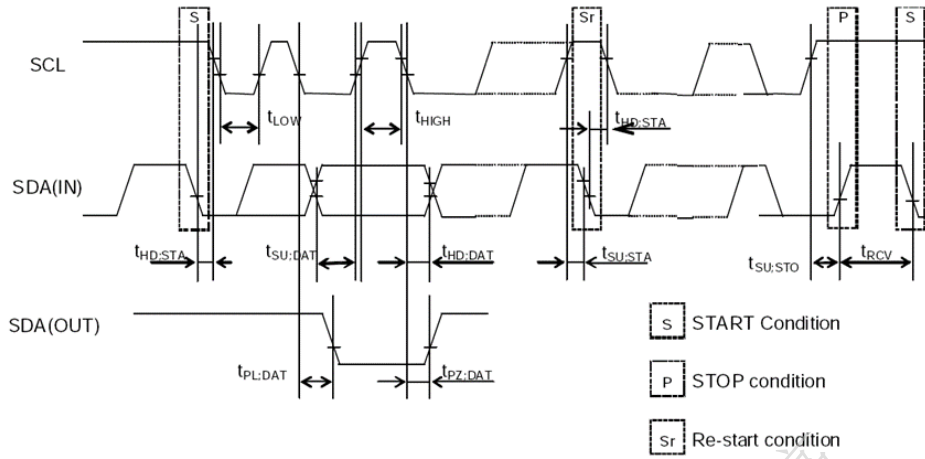 S Sr P S
SCL
tLOW tHIGH tHD:STA
SDA(IN)
tHD:STA tSU:DAT tHD:DAT tSU:STA tSU:STO tRCV
SDA(OUT)
S START Condition
tPL:DAT tPZ:DAT
P STOP condition
Sr Re-start condition